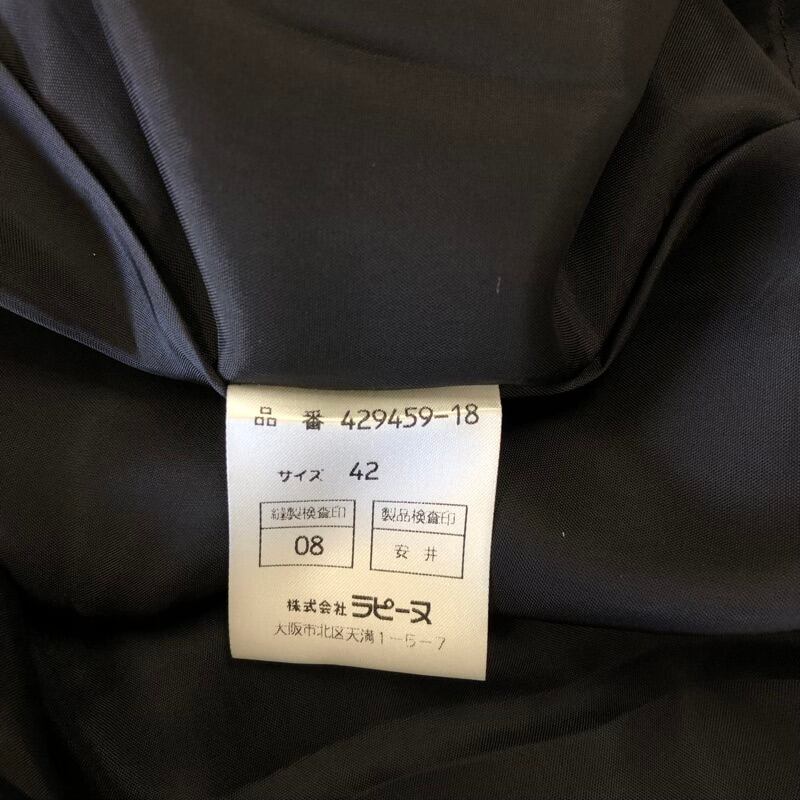 品 番 429459-18
サイズ 42
縫製検査印 製品検査印
08 安 井
株式会社 ラピーヌ
大阪市北区天満1-5-7